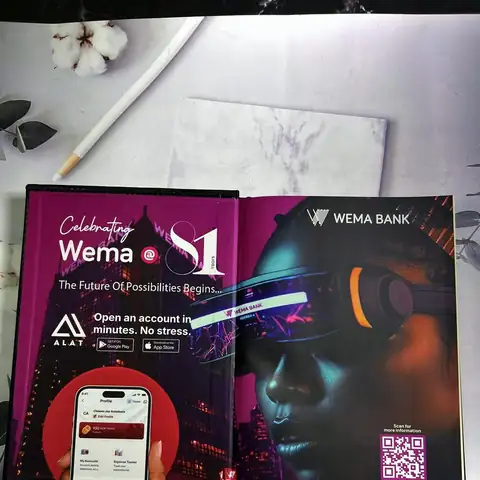 Celebrating
Wema @ 81
YEARS
The Future Of Possibilities Begins...
ALAT
Open an account in
minutes. No stress.
Google Play
App Store
Profile
WEMA BANK
WEMA BANK
Scan for
more information